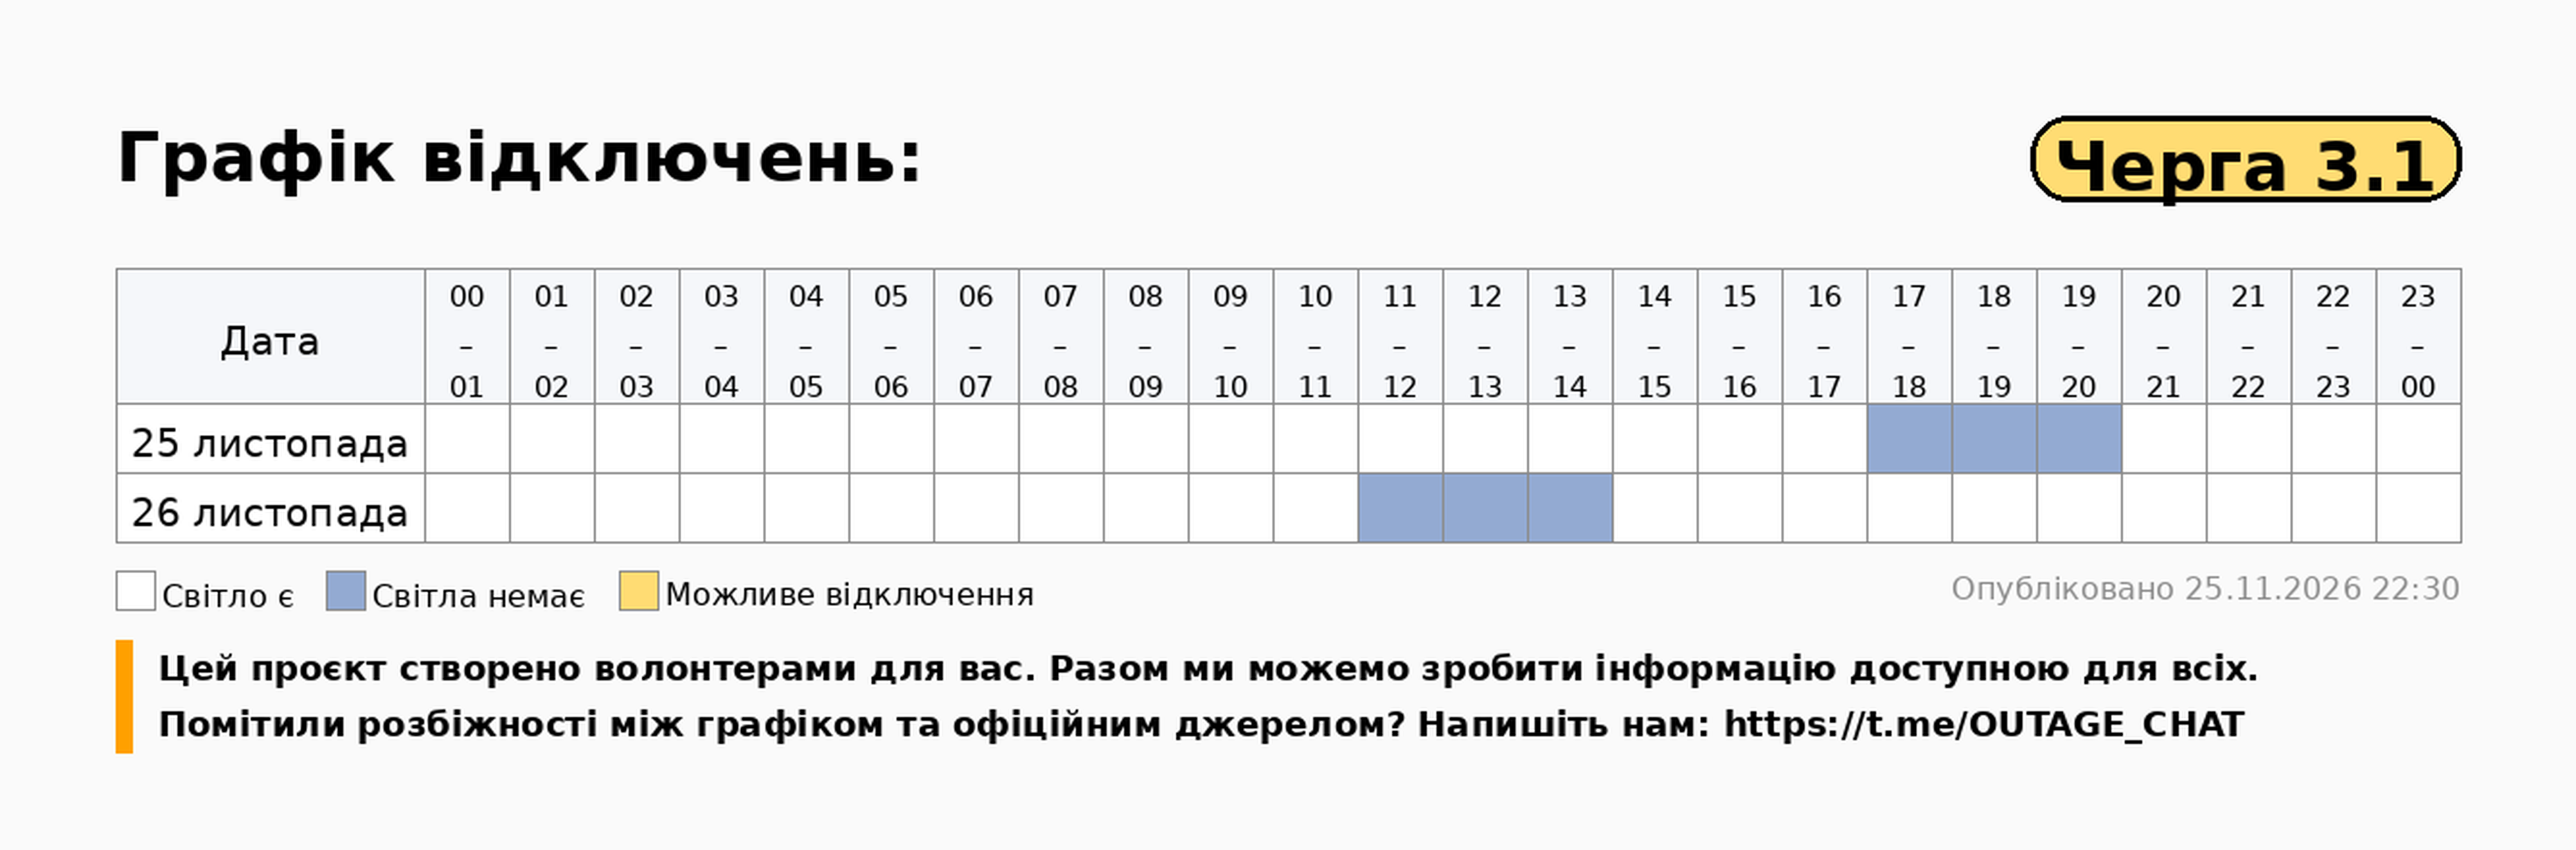 Графік відключень:
Черга 3.1
Дата 00 – 01 01 – 02 02 – 03 03 – 04 04 – 05 05 – 06 06 – 07 07 – 08 08 – 09 09 – 10 10 – 11 11 – 12 12 – 13 13 – 14 14 – 15 15 – 16 16 – 17 17 – 18 18 – 19 19 – 20 20 – 21 21 – 22 22 – 23 23 – 00
25 листопада
26 листопада
Світло є Світла немає Можливе відключення
Опубліковано 25.11.2026 22:30
Цей проєкт створено волонтерами для вас. Разом ми можемо зробити інформацію доступною для всіх.
Помітили розбіжності між графіком та офіційним джерелом? Напишіть нам: https://t.me/OUTAGE_CHAT